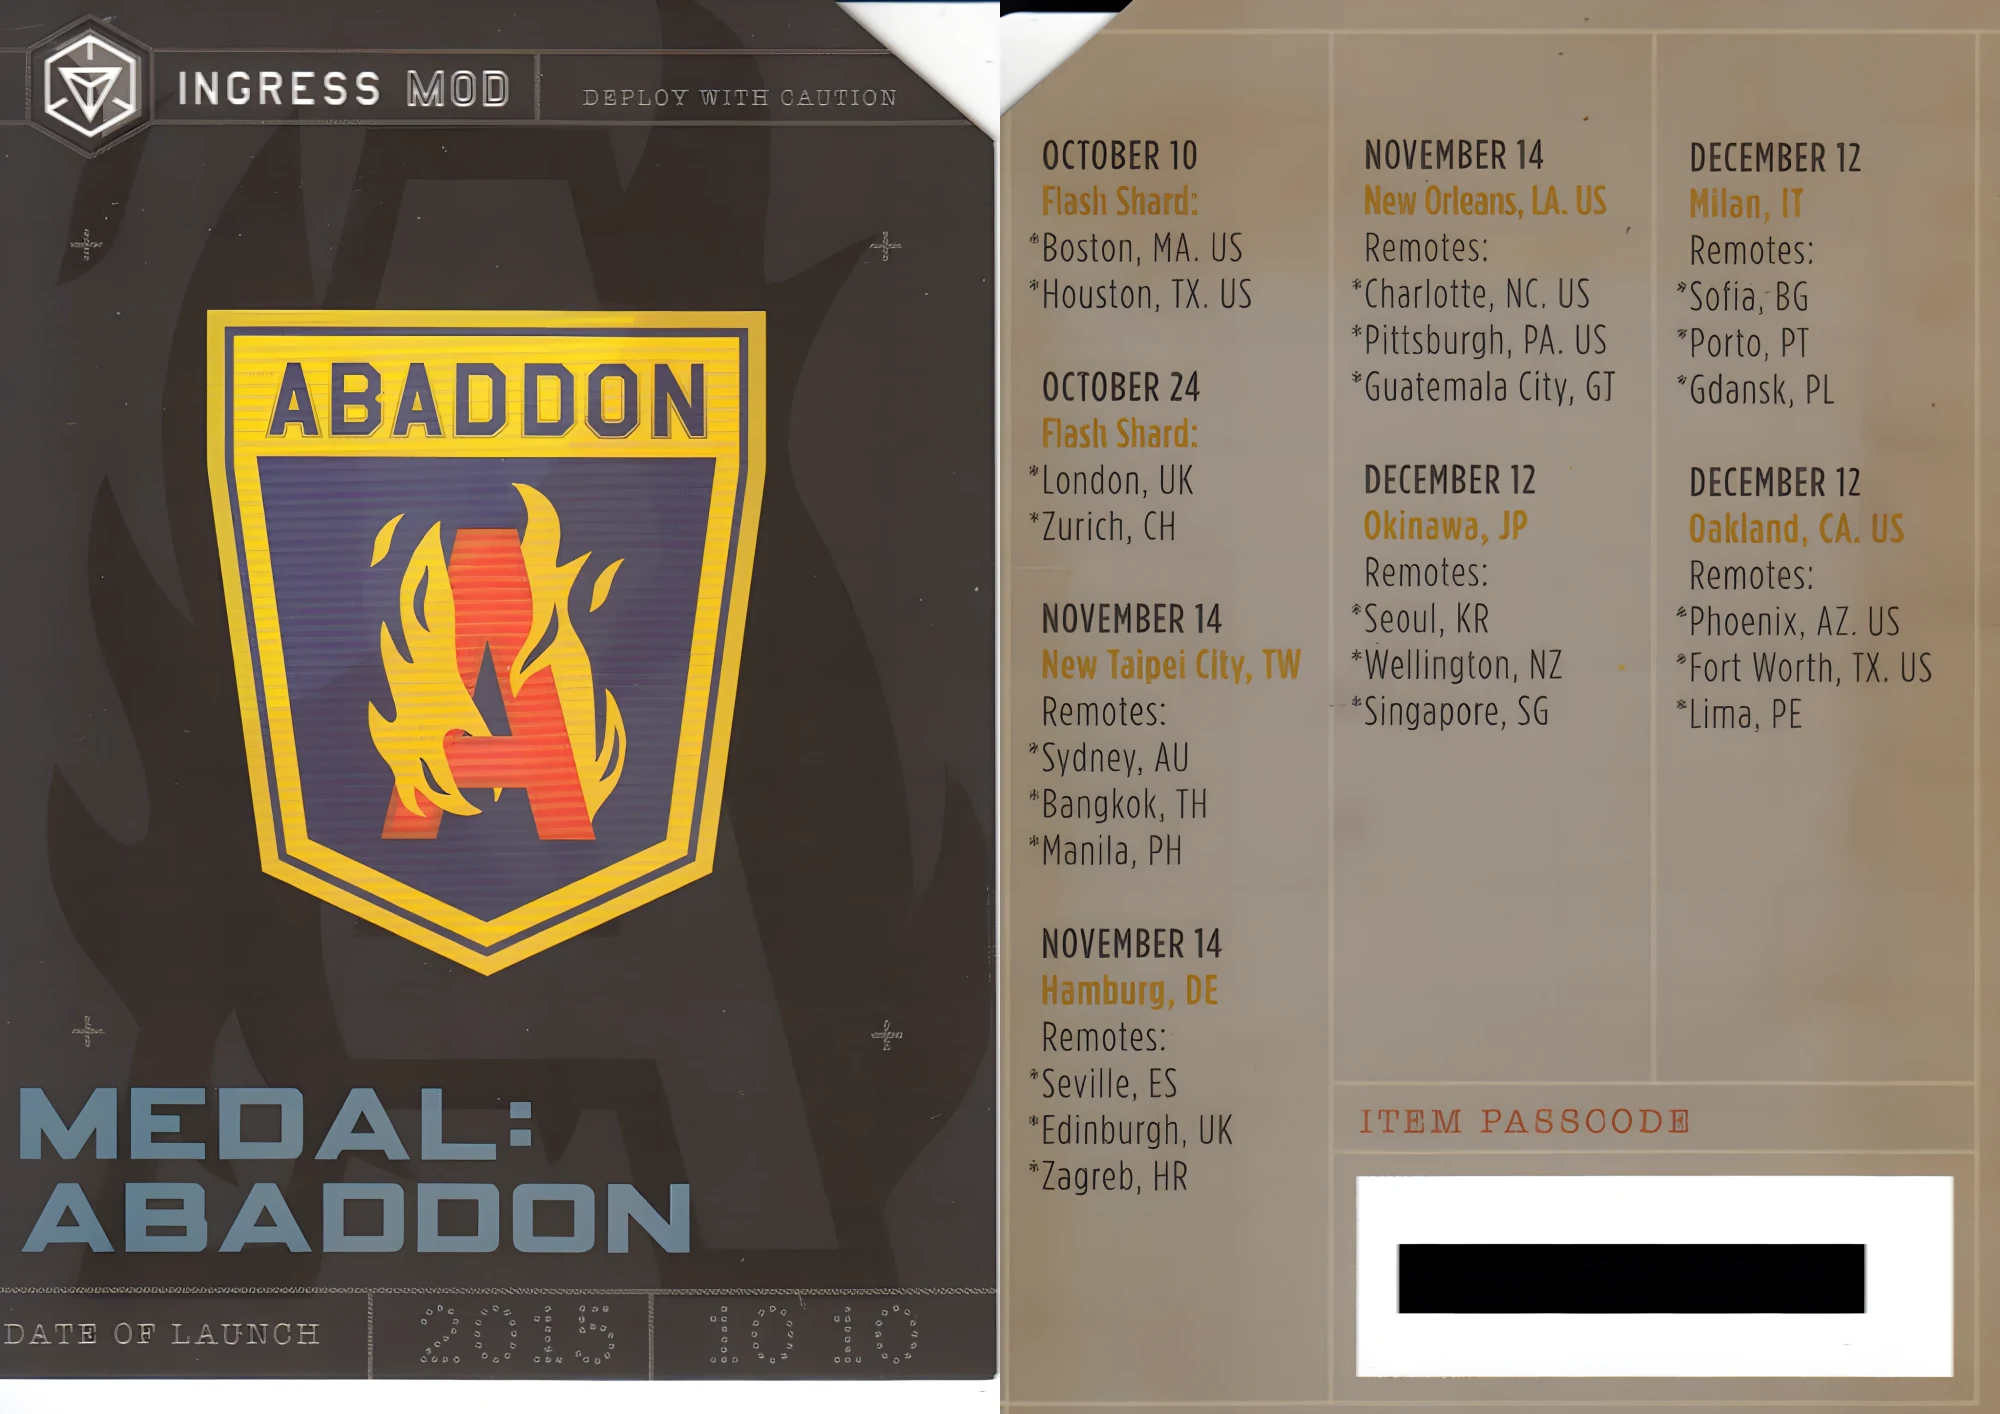 INGRESS MOD
DEPLOY WITH CAUTION
ABADDON
A
MEDAL:
ABADDON
DATE OF LAUNCH
2015
10 10
OCTOBER 10
Flash Shard:
*Boston, MA. US
*Houston, TX. US
OCTOBER 24
Flash Shard:
*London, UK
*Zurich, CH
NOVEMBER 14
New Taipei City, TW
Remotes:
*Sydney, AU
*Bangkok, TH
*Manila, PH
NOVEMBER 14
Hamburg, DE
Remotes:
*Seville, ES
*Edinburgh, UK
*Zagreb, HR
NOVEMBER 14
New Orleans, LA. US
Remotes:
*Charlotte, NC. US
*Pittsburgh, PA. US
*Guatemala City, GT
DECEMBER 12
Okinawa, JP
Remotes:
*Seoul, KR
*Wellington, NZ
*Singapore, SG
DECEMBER 12
Milan, IT
Remotes:
*Sofia, BG
*Porto, PT
*Gdansk, PL
DECEMBER 12
Oakland, CA. US
Remotes:
*Phoenix, AZ. US
*Fort Worth, TX. US
*Lima, PE
ITEM PASSCODE